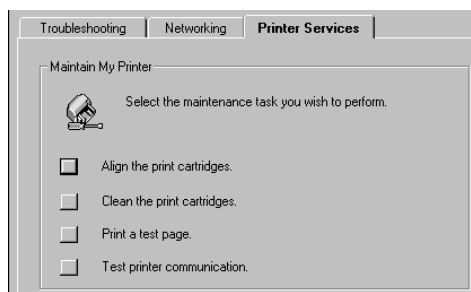 Troubleshooting Networking Printer Services
Maintain My Printer
Select the maintenance task you wish to perform.
Align the print cartridges.
Clean the print cartridges.
Print a test page.
Test printer communication.